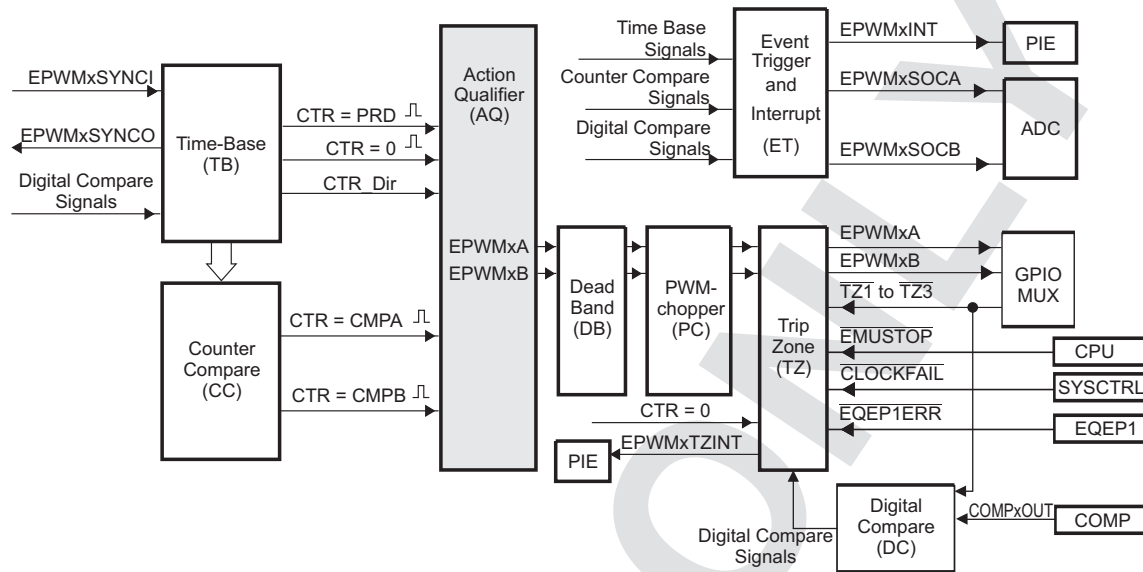 EPWMxSYNCI
EPWMxSYNCO
Digital Compare
Signals
Time-Base
(TB)
CTR = PRD
CTR = 0
CTR_Dir
Counter
Compare
(CC)
CTR = CMPA
CTR = CMPB
Action
Qualifier
(AQ)
EPWMxA
EPWMxB
Time Base
Signals
Counter Compare
Signals
Digital Compare
Signals
Event
Trigger
and
Interrupt
(ET)
EPWMxINT
EPWMxSOCA
EPWMxSOCB
PIE
ADC
Dead
Band
(DB)
PWM-
chopper
(PC)
Trip
Zone
(TZ)
EPWMxA
EPWMxB
TZ1 to TZ3
EMUSTOP
CLOCKFAIL
EQEP1ERR
GPIO
MUX
CPU
SYSCTRL
EQEP1
CTR = 0
EPWMxTZINT
PIE
Digital Compare
Signals
Digital
Compare
(DC)
COMPxOUT
COMP
ONLY